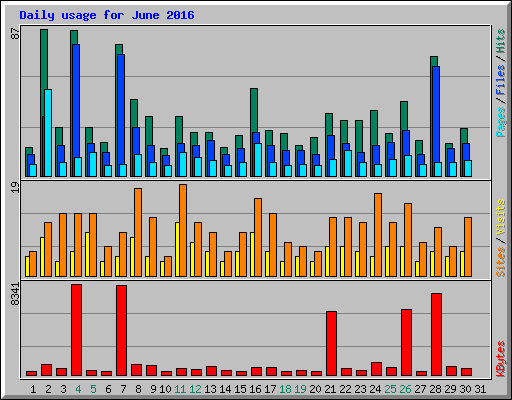 Daily usage for June 2016
87
Pages / Files / Hits
19
Sites / Visits
8341
KBytes
1 2 3 4 5 6 7 8 9 10 11 12 13 14 15 16 17 18 19 20 21 22 23 24 25 26 27 28 29 30 31